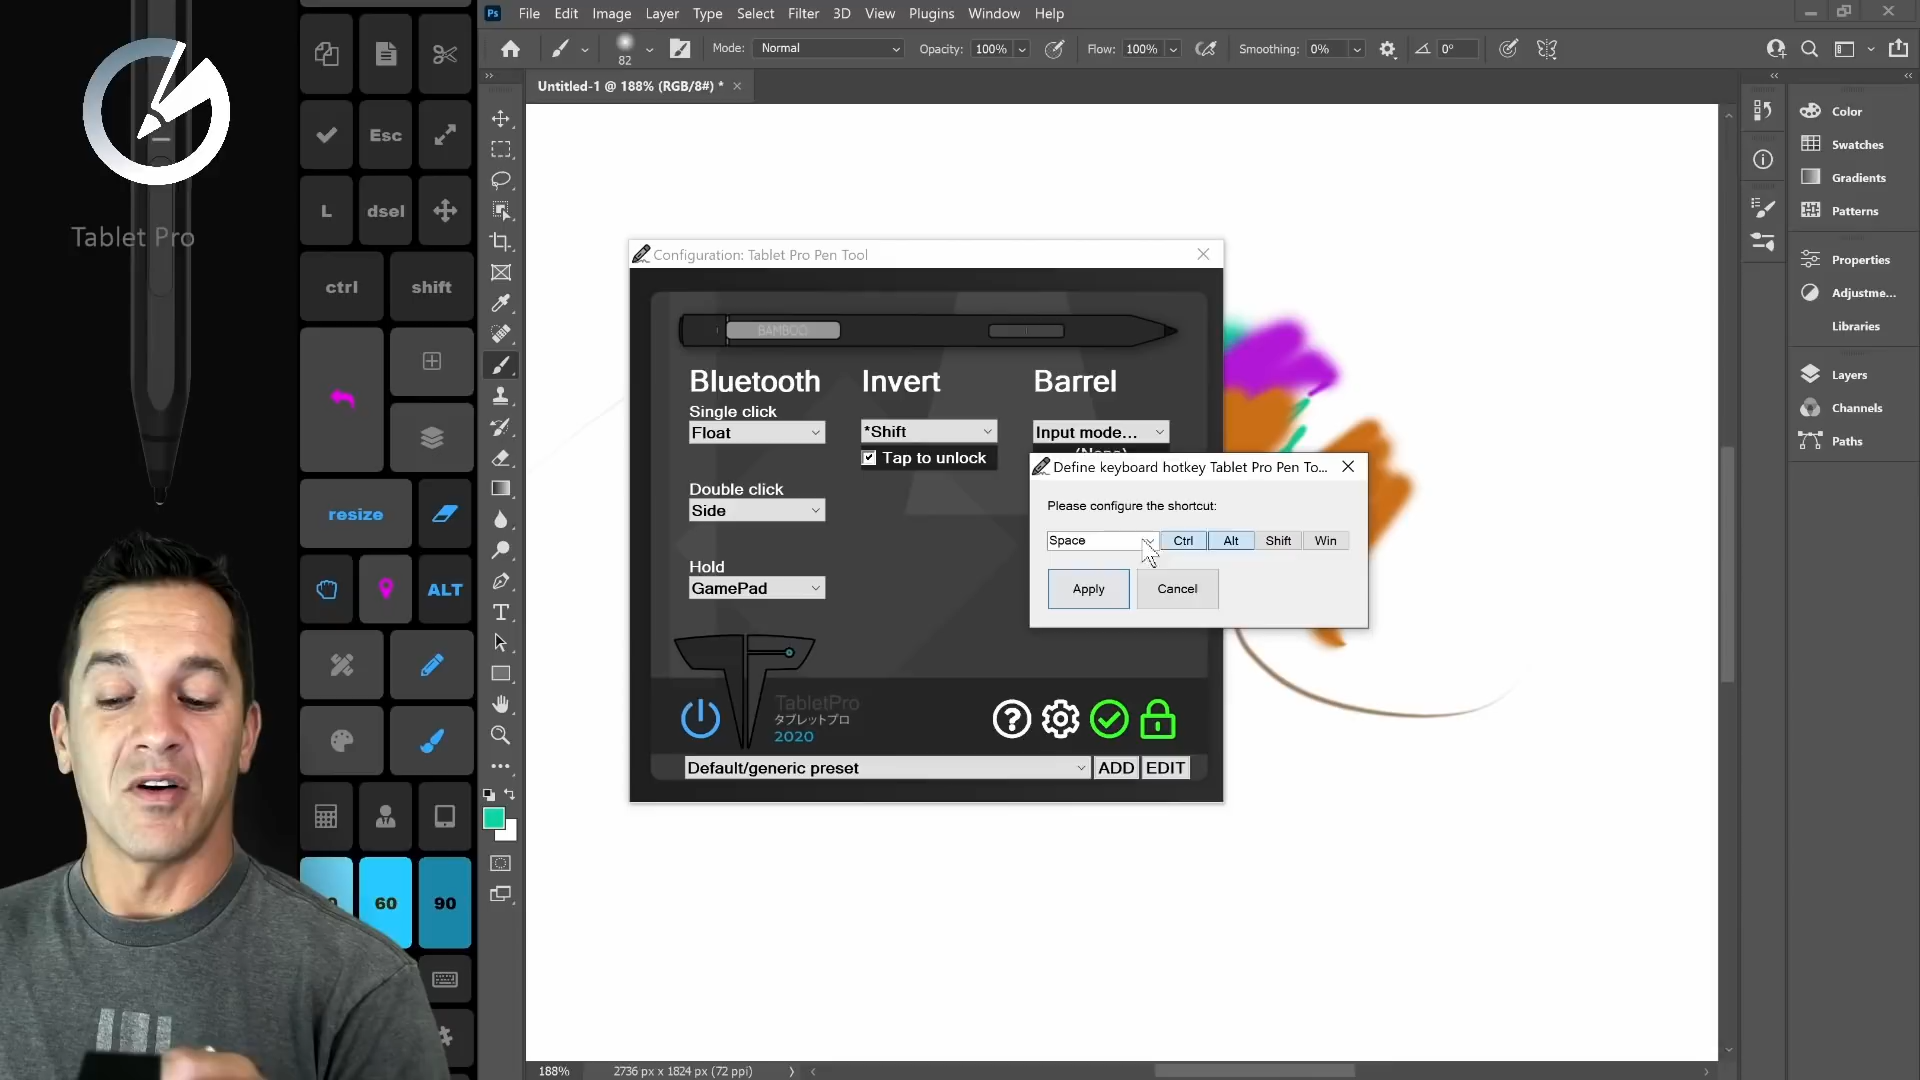 Tablet Pro
Esc
L
dsel
ctrl
shift
resize
ALT
60
90
Ps
File
Edit
Image
Layer
Type
Select
Filter
3D
View
Plugins
Window
Help
82
Mode:
Normal
Opacity:
100%
Flow:
100%
Smoothing:
0%
0°
Untitled-1 @ 188% (RGB/8#) *
Configuration: Tablet Pro Pen Tool
BAMBOO
Bluetooth
Invert
Barrel
Single click
Float
*Shift
Input mode...
Tap to unlock
Double click
Side
Hold
GamePad
Define keyboard hotkey Tablet Pro Pen To...
Please configure the shortcut:
Space
Ctrl
Alt
Shift
Win
Apply
Cancel
TabletPro
タブレットプロ
2020
Default/generic preset
ADD
EDIT
Color
Swatches
Gradients
Patterns
Properties
Adjustme...
Libraries
Layers
Channels
Paths
188%
2736 px x 1824 px (72 ppi)